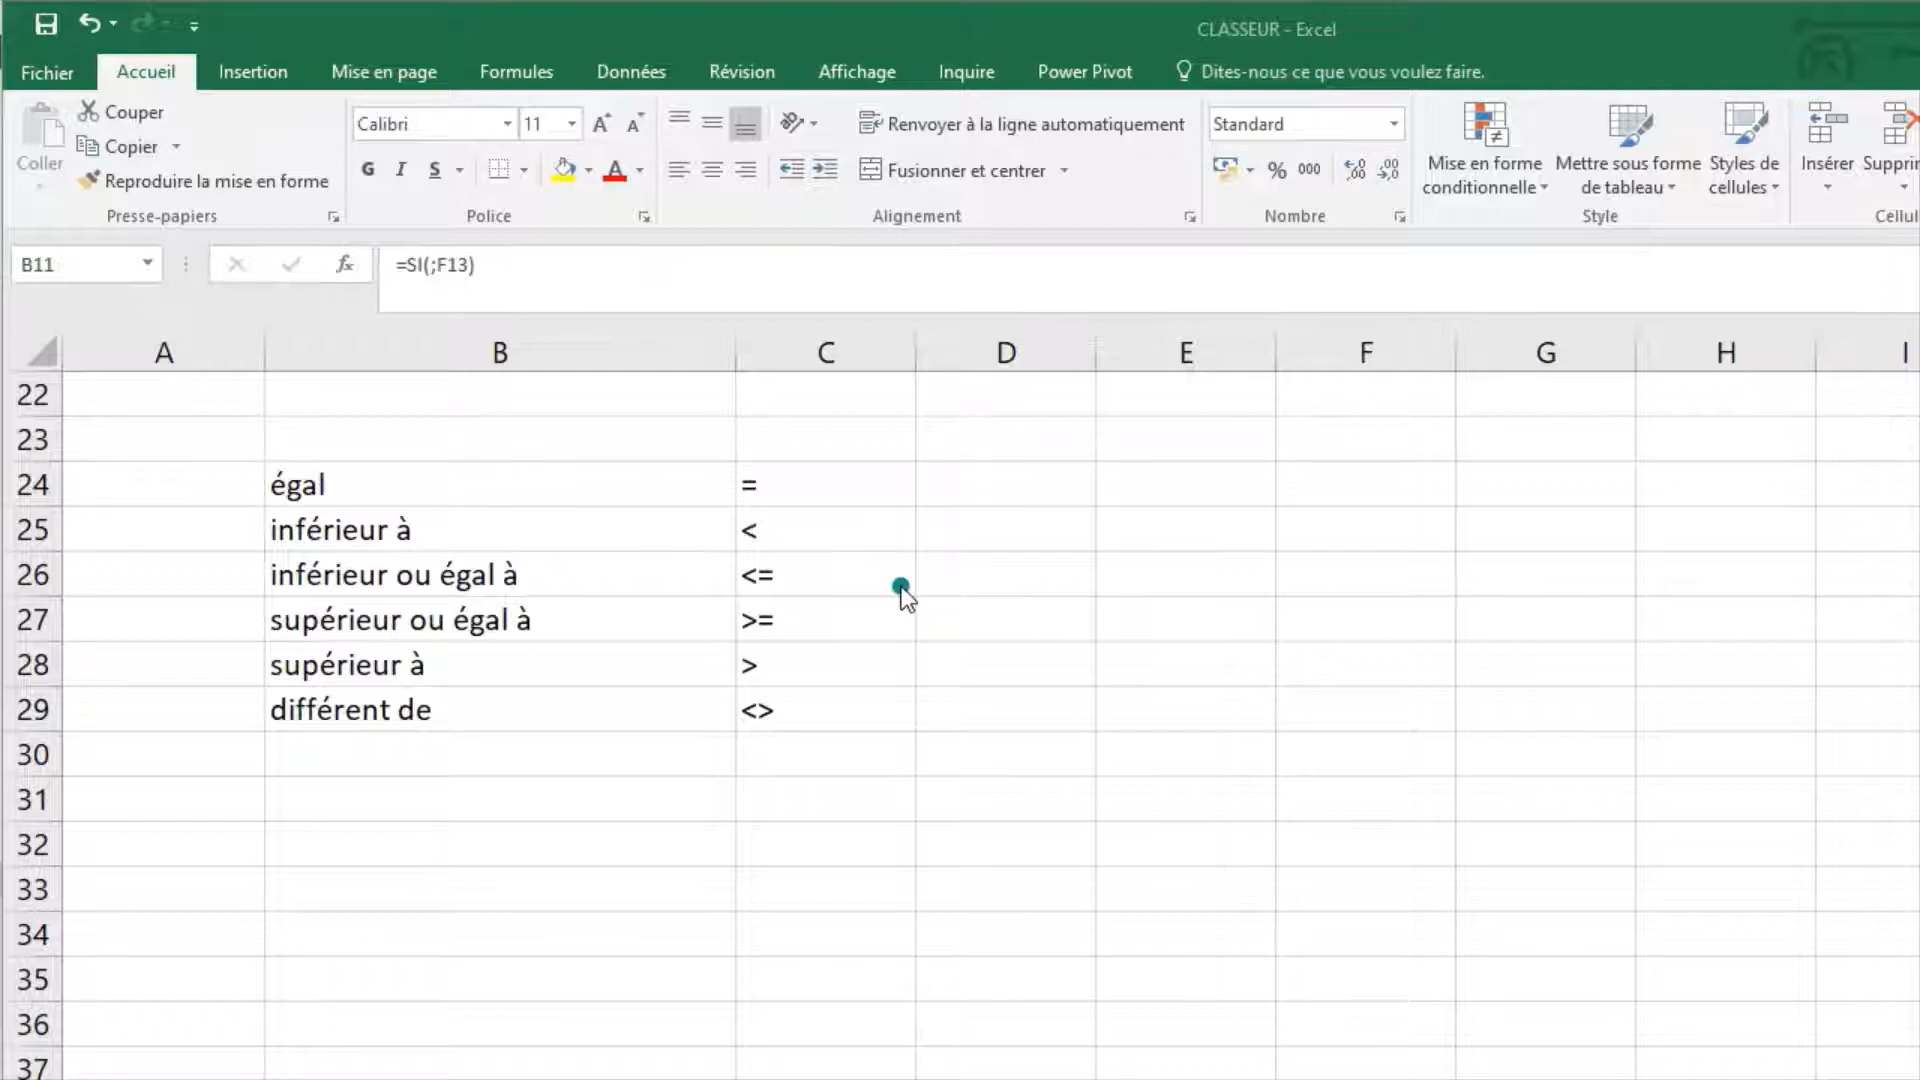 CLASSEUR - Excel
Fichier Accueil Insertion Mise en page Formules Données Révision Affichage Inquire Power Pivot Dites-nous ce que vous voulez faire.
Coller Couper
Copier
Reproduire la mise en forme
Presse-papiers
Calibri 11
G I S A
Police
Renvoyer à la ligne automatiquement
Fusionner et centrer
Alignement
Standard
% 000
Nombre
Mise en forme conditionnelle
Mettre sous forme de tableau
Styles de cellules
Style
Insérer Supprin
Cellul
B11 fx =SI(;F13)
A B C D E F G H I
22
23
24 égal =
25 inférieur à <
26 inférieur ou égal à <=
27 supérieur ou égal à >=
28 supérieur à >
29 différent de <>
30
31
32
33
34
35
36
37